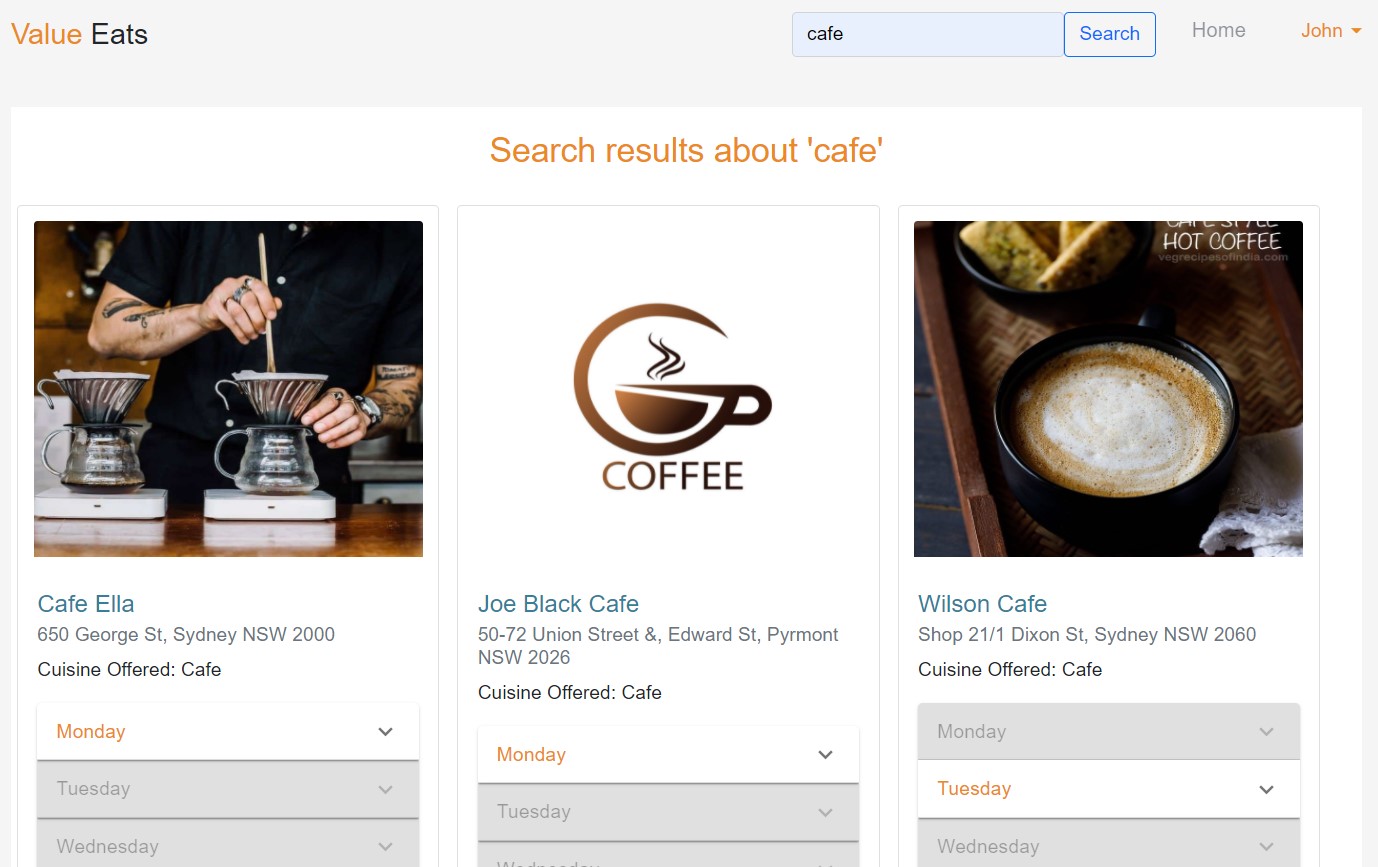 Value Eats
cafe
Search
Home
John
Search results about 'cafe'
COFFEE
HOT COFFEE
vegrecipesofindia.com
Cafe Ella
650 George St, Sydney NSW 2000
Cuisine Offered: Cafe
Monday
Tuesday
Wednesday
Joe Black Cafe
50-72 Union Street &, Edward St, Pyrmont
NSW 2026
Cuisine Offered: Cafe
Monday
Tuesday
Wilson Cafe
Shop 21/1 Dixon St, Sydney NSW 2060
Cuisine Offered: Cafe
Monday
Tuesday
Wednesday